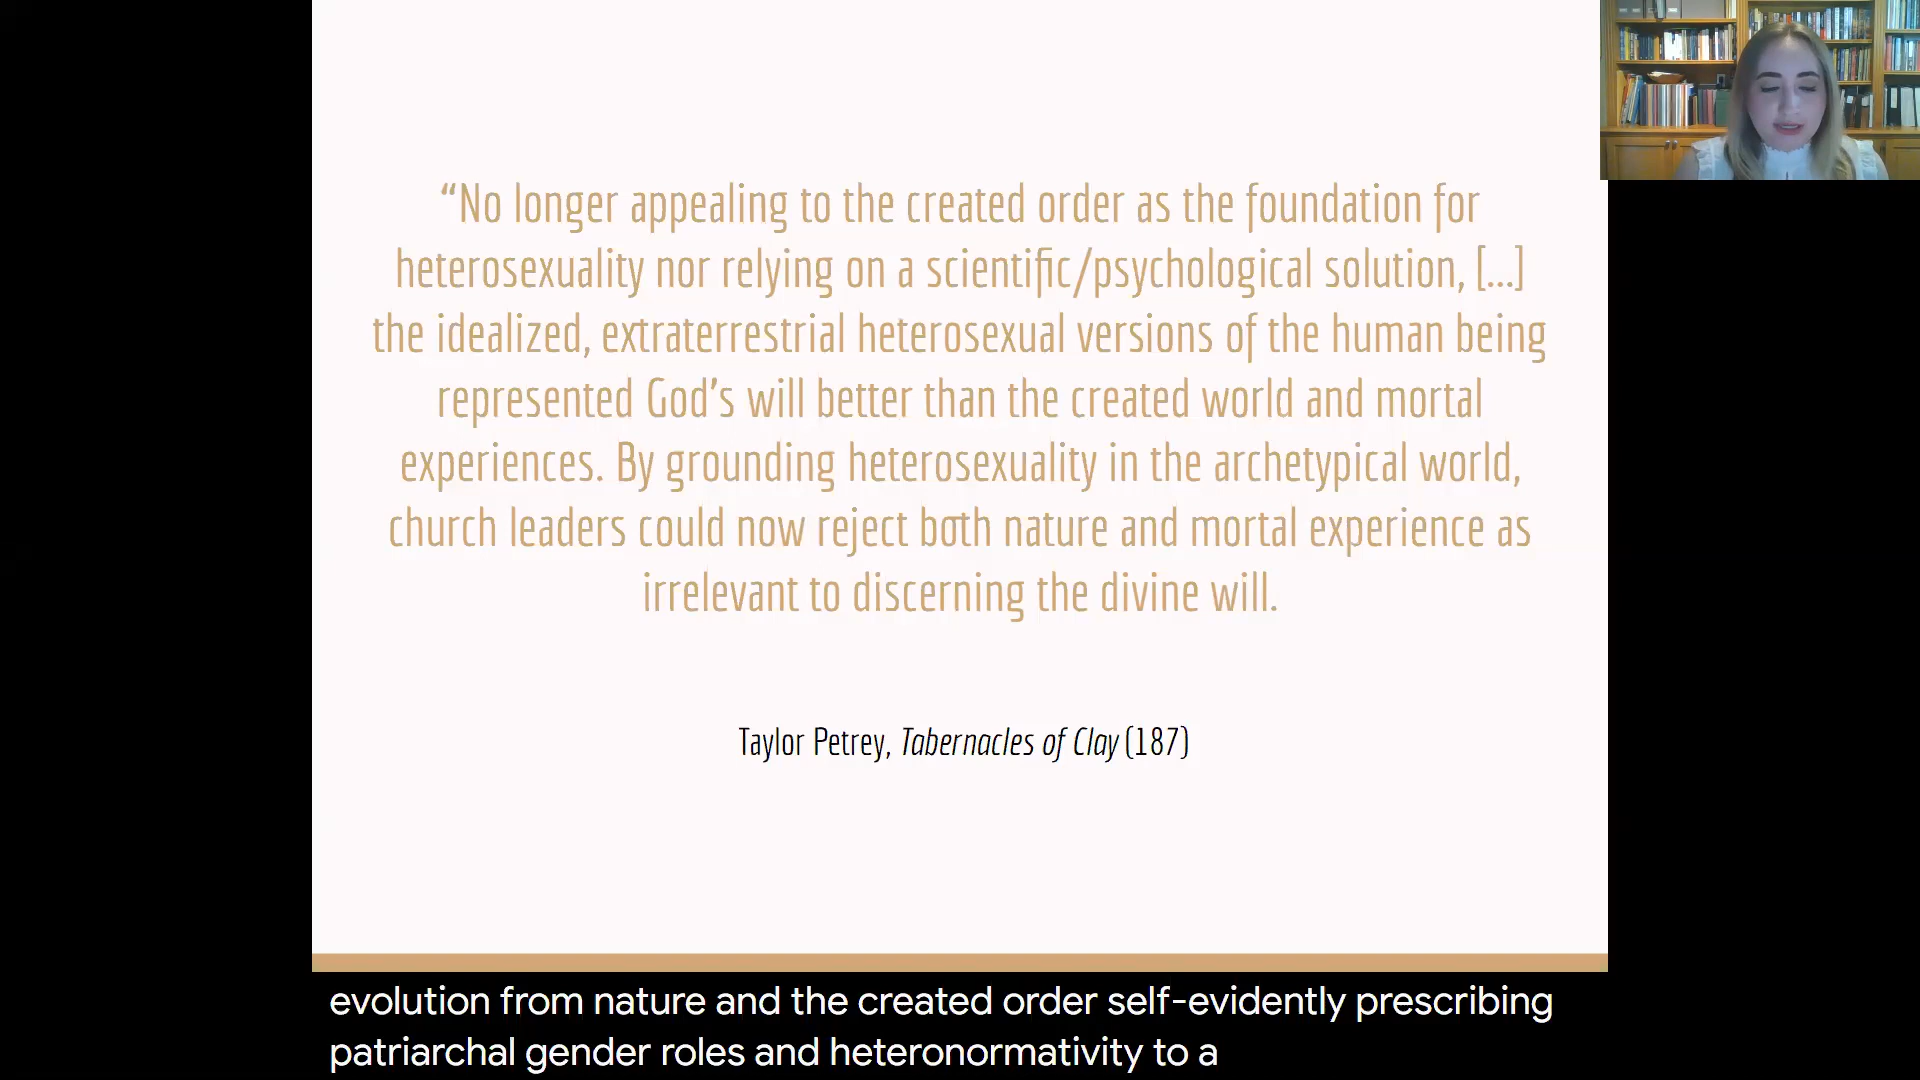 “No longer appealing to the created order as the foundation for
heterosexuality nor relying on a scientific/psychological solution, [...]
the idealized, extraterrestrial heterosexual versions of the human being
represented God’s will better than the created world and mortal
experiences. By grounding heterosexuality in the archetypical world,
church leaders could now reject both nature and mortal experience as
irrelevant to discerning the divine will.
Taylor Petrey, Tabernacles of Clay (187)
evolution from nature and the created order self-evidently prescribing
patriarchal gender roles and heteronormativity to a